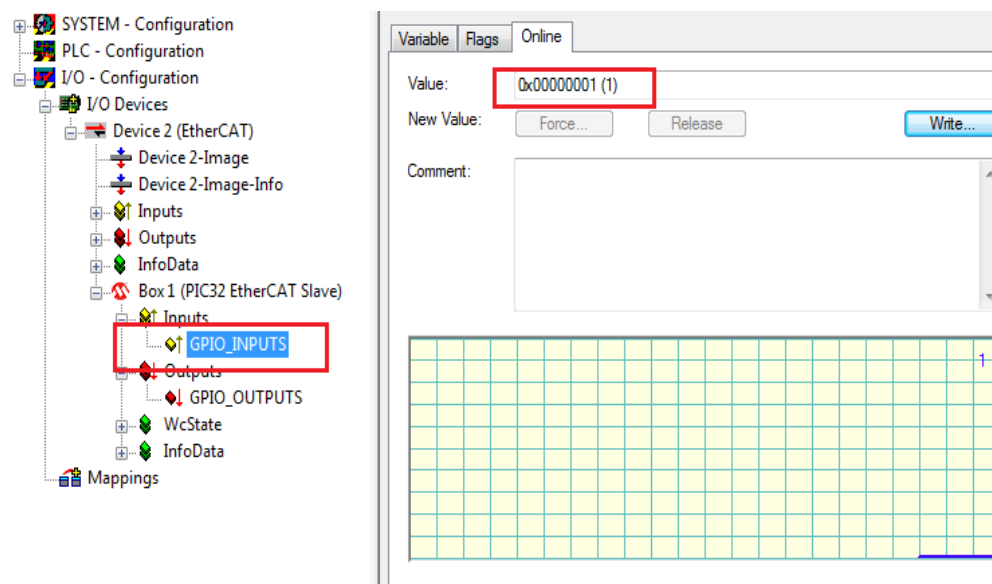 SYSTEM - Configuration
PLC - Configuration
I/O - Configuration
I/O Devices
Device 2 (EtherCAT)
Device 2-Image
Device 2-Image-Info
Inputs
Outputs
InfoData
Box 1 (PIC32 EtherCAT Slave)
Inputs
GPIO_INPUTS
Outputs
GPIO_OUTPUTS
WcState
InfoData
Mappings
Variable Flags Online
Value: 0x00000001 (1)
New Value: Force... Release Write...
Comment:
1